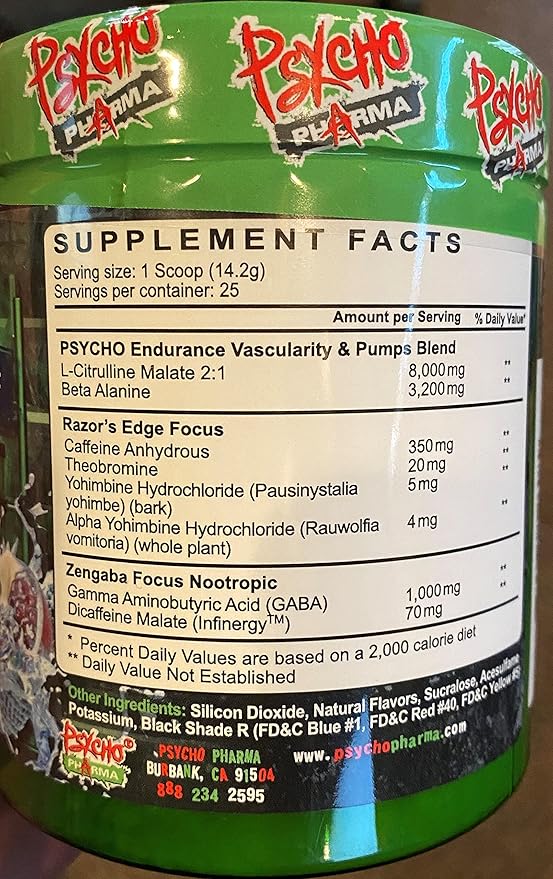 PSYCHO PHARMA
PSYCHO PHARMA
PSYCHO PHARMA
SUPPLEMENT FACTS
Serving size: 1 Scoop (14.2g)
Servings per container: 25
Amount per Serving % Daily Value*
PSYCHO Endurance Vascularity & Pumps Blend
L-Citrulline Malate 2:1 8,000mg **
Beta Alanine 3,200mg **
Razor's Edge Focus
Caffeine Anhydrous 350mg **
Theobromine 20mg **
Yohimbine Hydrochloride (Pausinystalia 5mg **
yohimbe) (bark)
Alpha Yohimbine Hydrochloride (Rauwolfia 4mg **
vomitoria) (whole plant)
Zengaba Focus Nootropic
Gamma Aminobutyric Acid (GABA) 1,000mg **
Dicaffeine Malate (Infinergy™) 70mg **
* Percent Daily Values are based on a 2,000 calorie diet
** Daily Value Not Established
Other Ingredients: Silicon Dioxide, Natural Flavors, Sucralose, Acesulfame
Potassium, Black Shade R (FD&C Blue #1, FD&C Red #40, FD&C Yellow #5)
PSYCHO® PHARMA
PSYCHO PHARMA www.psychopharma.com
BURBANK, CA 91504
888 234 2595